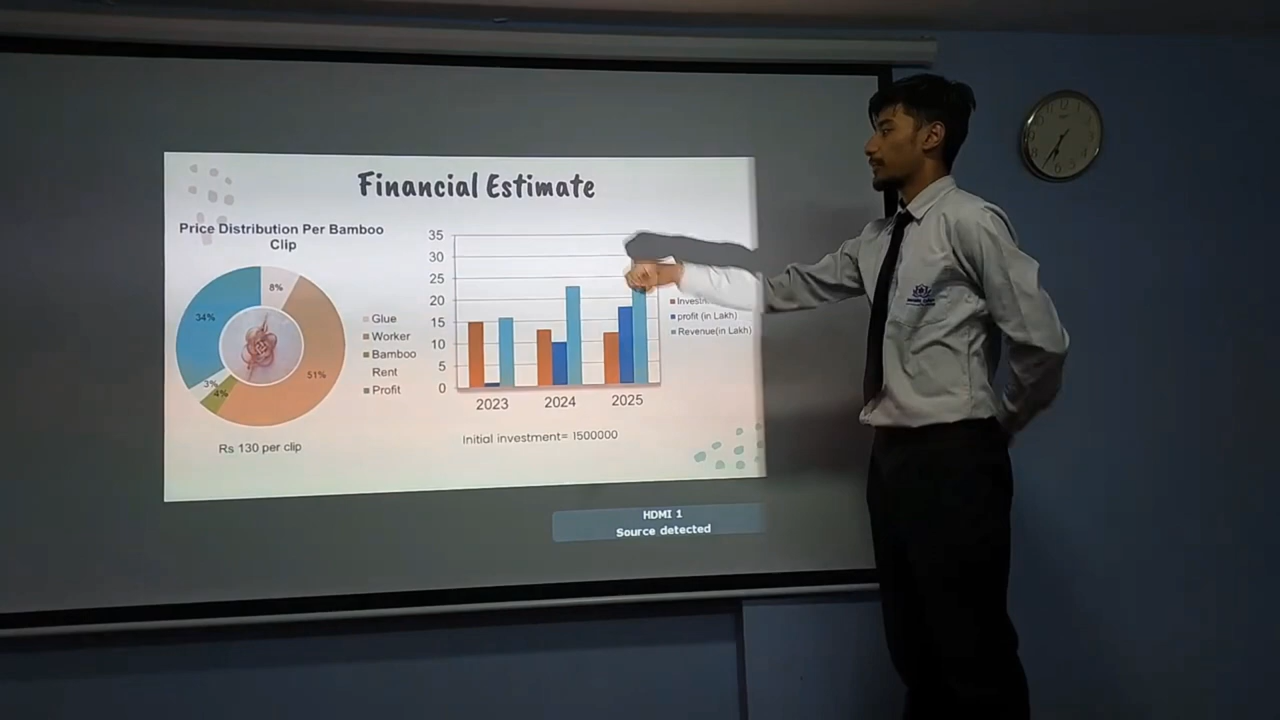 Financial Estimate
Price Distribution Per Bamboo
Clip
8%
34%
51%
3%
4%
Glue
Worker
Bamboo
Rent
Profit
Rs 130 per clip
35
30
25
20
15
10
5
0
2023
2024
2025
profit (in Lakh)
Revenue(in Lakh)
Initial investment= 1500000
HDMI 1
Source detected